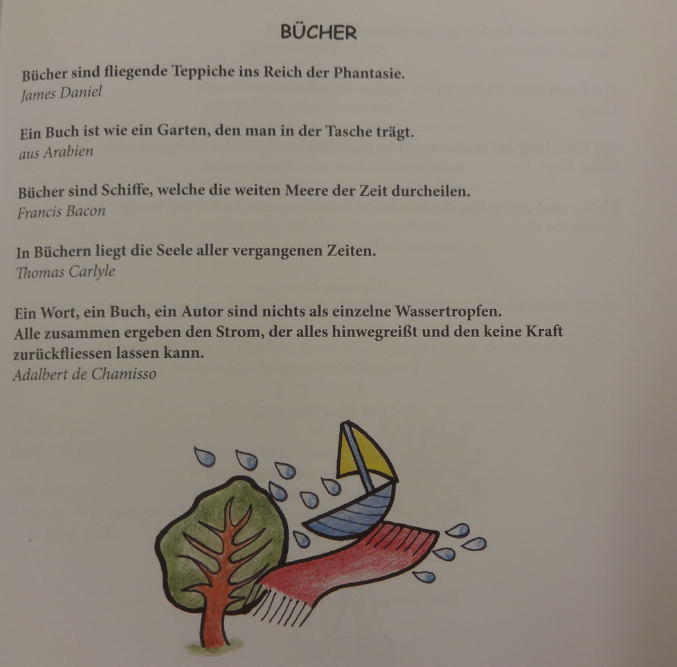 BÜCHER
Bücher sind fliegende Teppiche ins Reich der Phantasie.
James Daniel
Ein Buch ist wie ein Garten, den man in der Tasche trägt.
aus Arabien
Bücher sind Schiffe, welche die weiten Meere der Zeit durcheilen.
Francis Bacon
In Büchern liegt die Seele aller vergangenen Zeiten.
Thomas Carlyle
Ein Wort, ein Buch, ein Autor sind nichts als einzelne Wassertropfen.
Alle zusammen ergeben den Strom, der alles hinwegreißt und den keine Kraft
zurückfliessen lassen kann.
Adalbert de Chamisso